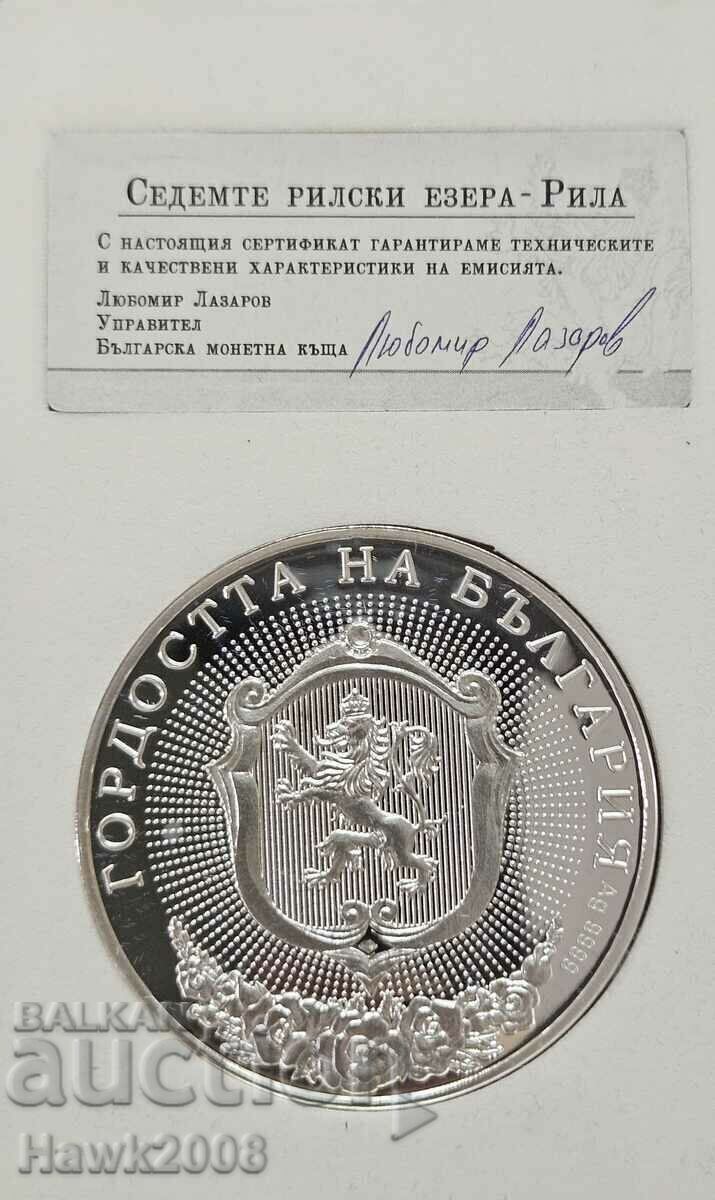 Седемте рилски езера - Рила
С настоящия сертификат гарантираме техническите
и качествени характеристики на емисията.
Любомир Лазаров
Управител
Българска монетна къща
Любомир Лазаров
ГОРДОСТТА НА БЪЛГАРИЯ
AG 9999
BALKAN
auction
Hawk2008